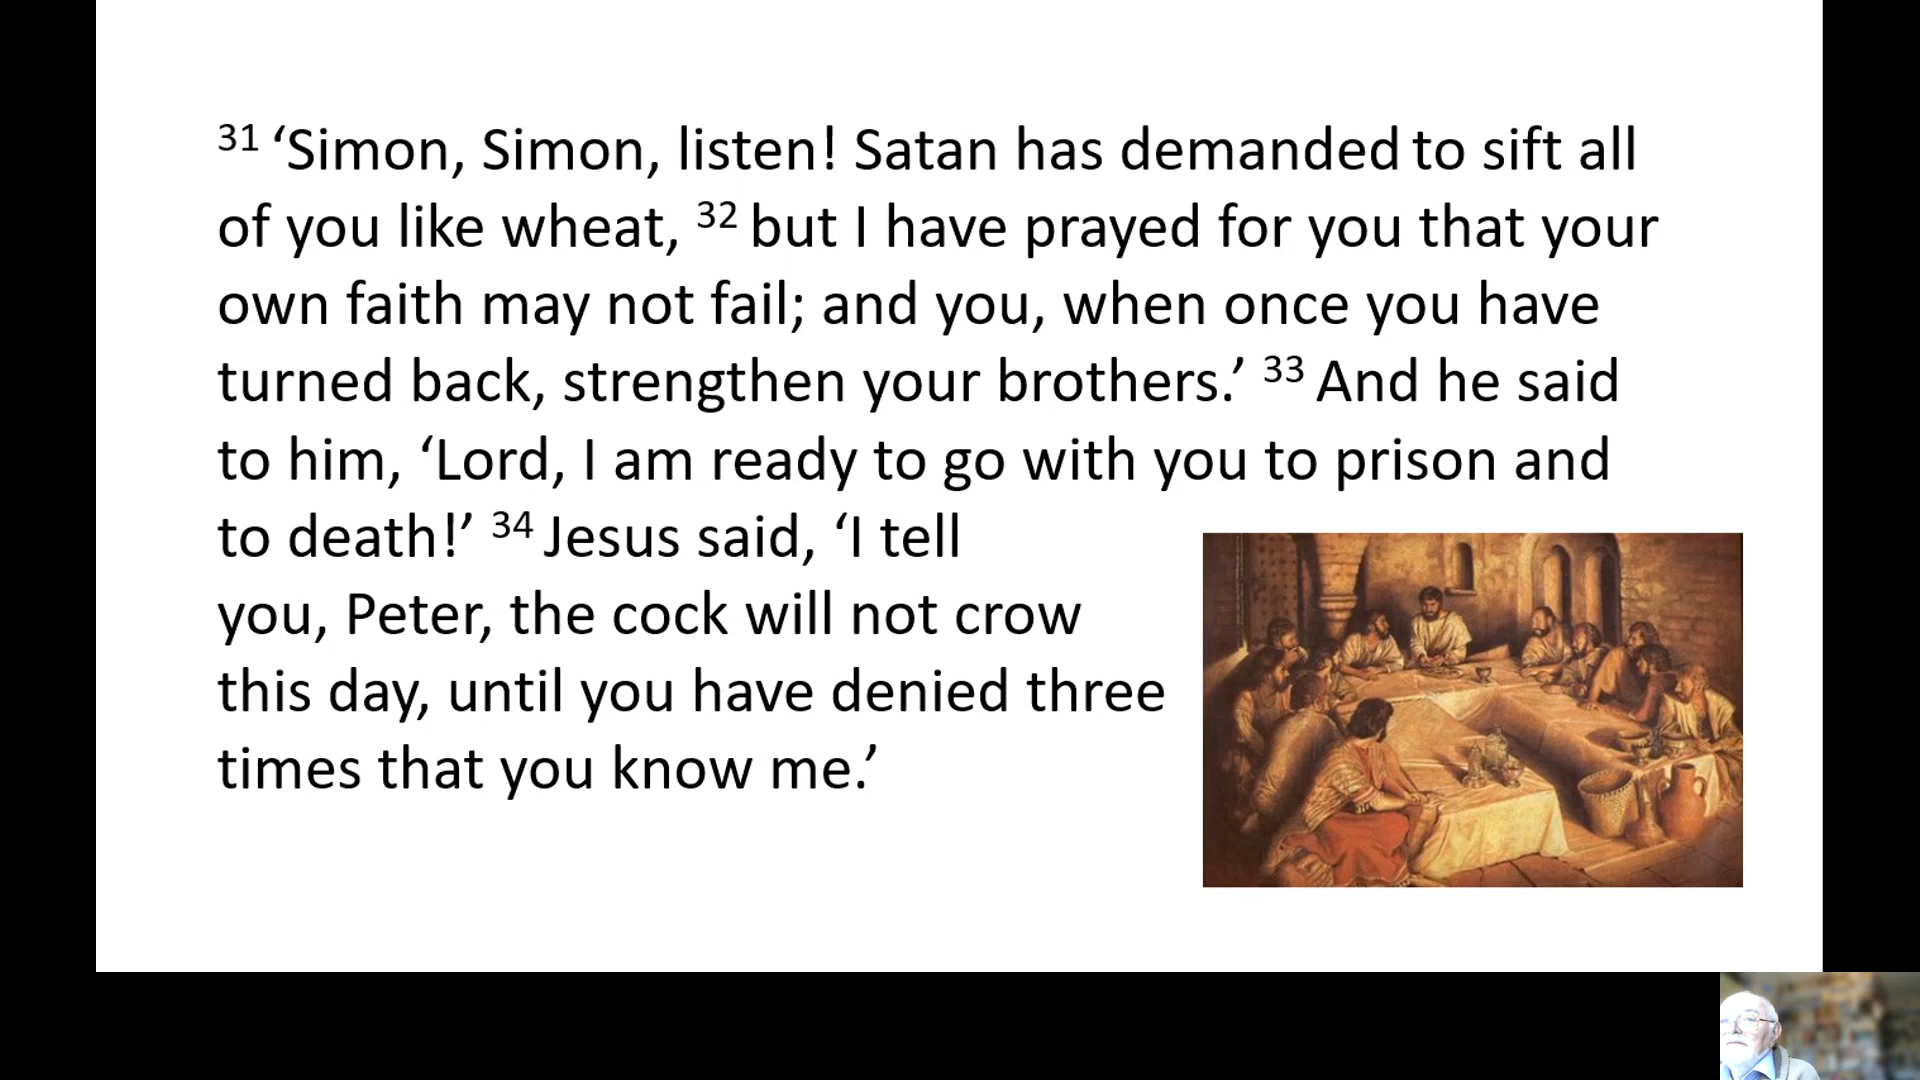 31 ‘Simon, Simon, listen! Satan has demanded to sift all
of you like wheat, 32 but I have prayed for you that your
own faith may not fail; and you, when once you have
turned back, strengthen your brothers.’ 33 And he said
to him, ‘Lord, I am ready to go with you to prison and
to death!’ 34 Jesus said, ‘I tell
you, Peter, the cock will not crow
this day, until you have denied three
times that you know me.’